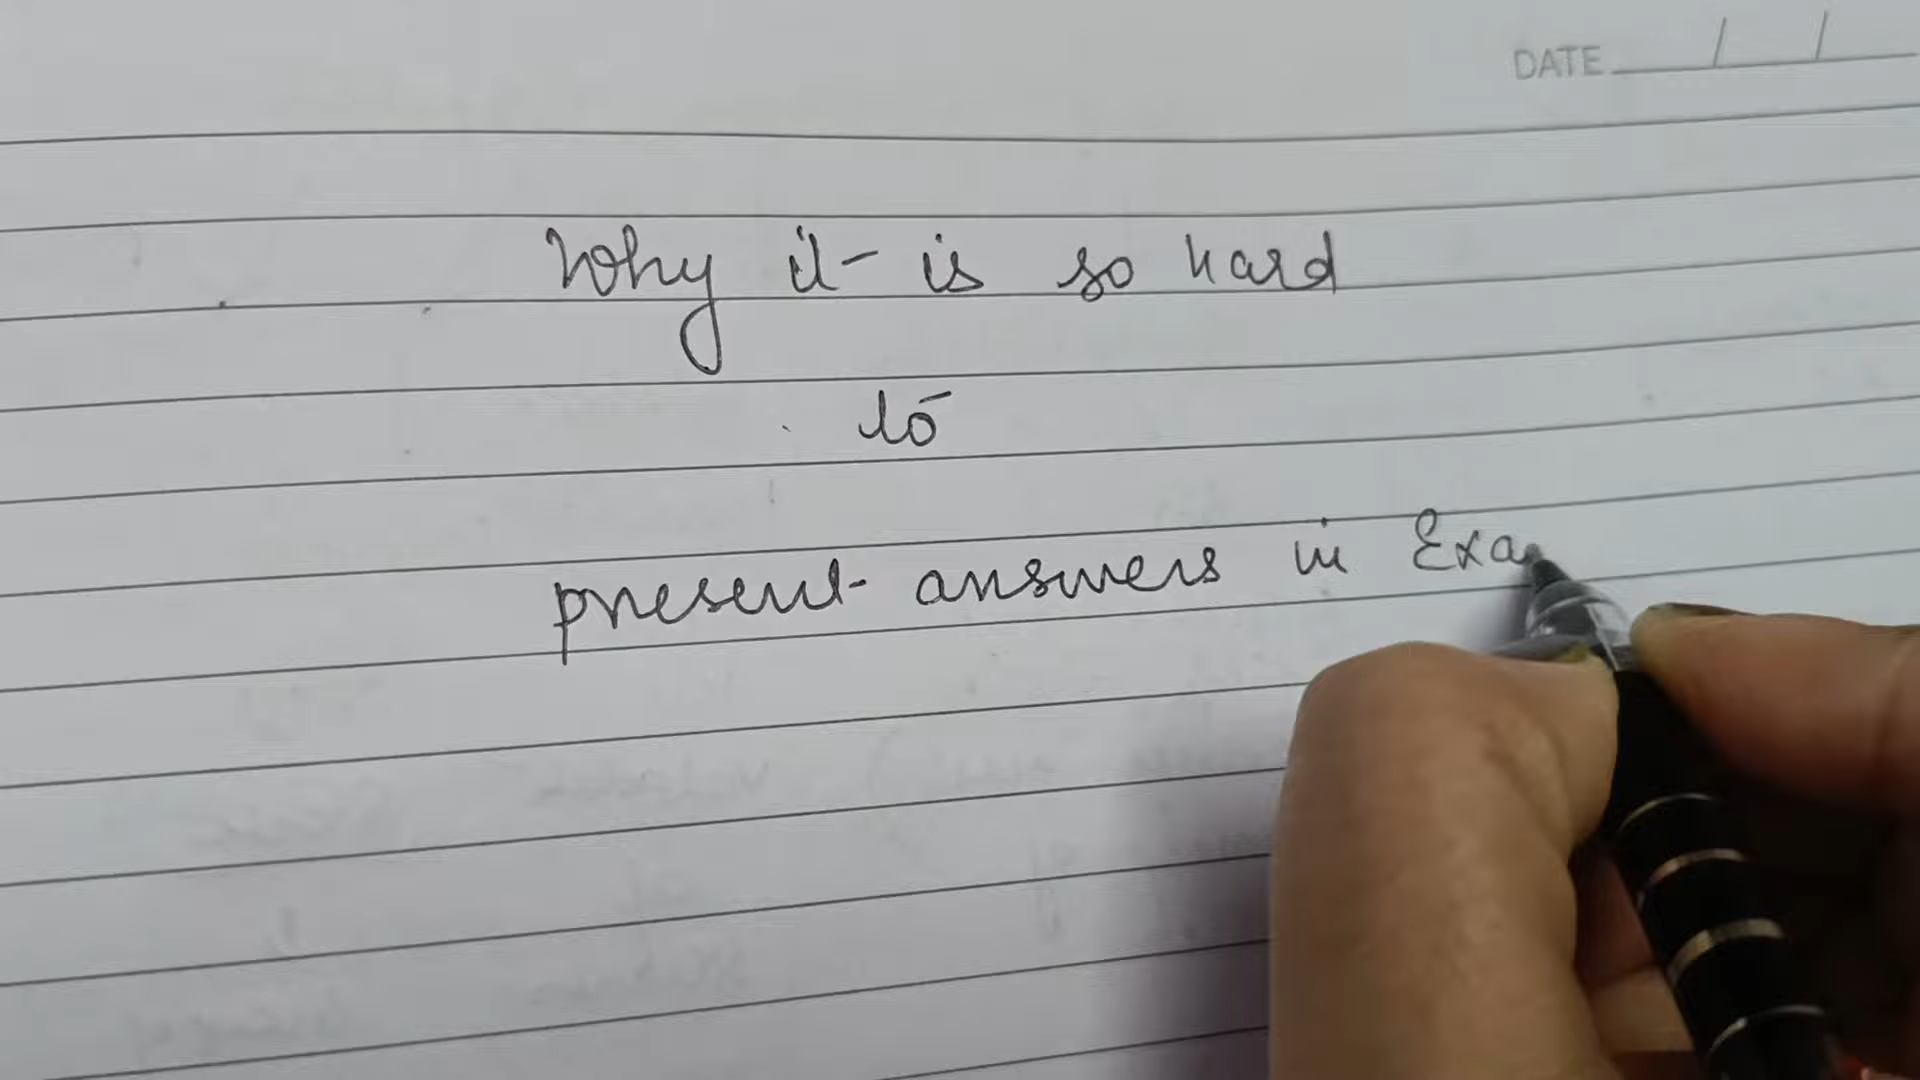 DATE / /
Why it is so hard
to
present answers in Exa